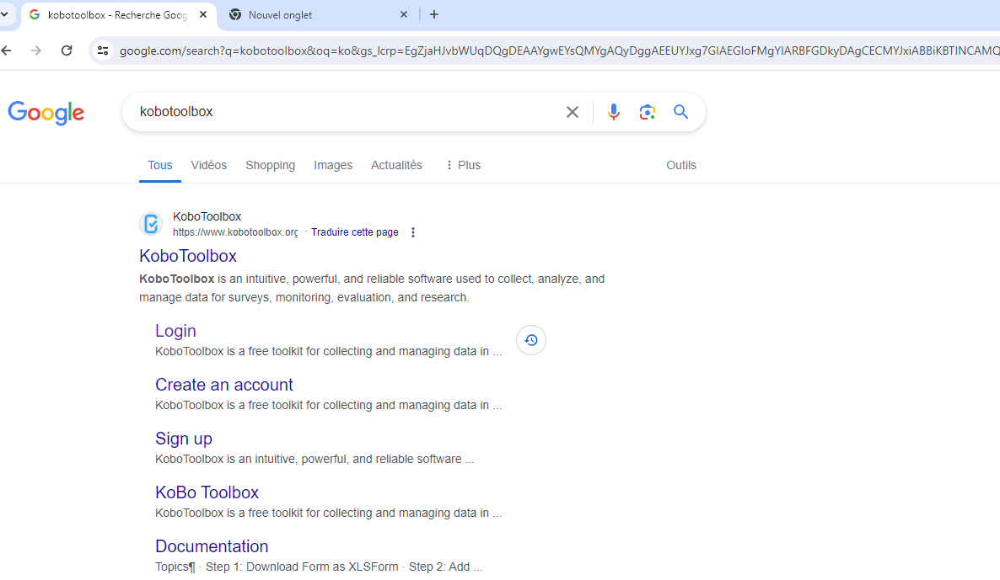 kobotoolbox - Recherche Goog
Nouvel onglet
google.com/search?q=kobotoolbox&oq=ko&gs_lcrp=EgZjaHJvbWUqDQgDEAAYgwEYsQMYgAQyDggAEEUYJxg7GIAEGIoFMgYIARBFGDkyDAgCECMYJxiABBiKBTINCAMQ
Google
kobotoolbox
Tous
Vidéos
Shopping
Images
Actualités
Plus
Outils
KoboToolbox
https://www.kobotoolbox.org · Traduire cette page
KoboToolbox
KoboToolbox is an intuitive, powerful, and reliable software used to collect, analyze, and
manage data for surveys, monitoring, evaluation, and research.
Login
KoboToolbox is a free toolkit for collecting and managing data in ...
Create an account
KoboToolbox is a free toolkit for collecting and managing data in ...
Sign up
KoboToolbox is an intuitive, powerful, and reliable software ...
KoBo Toolbox
KoboToolbox is a free toolkit for collecting and managing data in ...
Documentation
Topics¶ · Step 1: Download Form as XLSForm · Step 2: Add ...